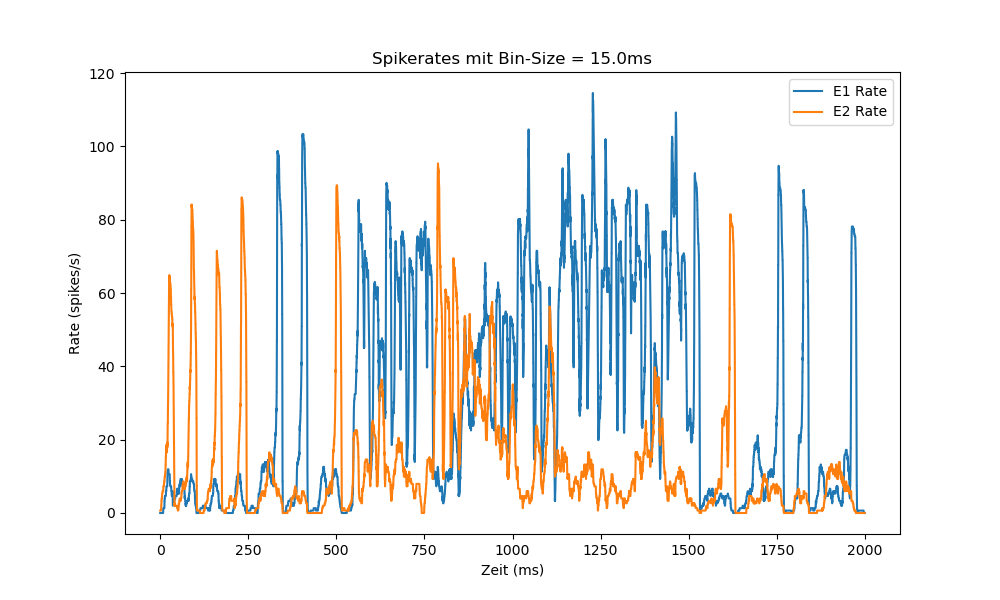 Spikerates mit Bin-Size = 15.0ms
E1 Rate
E2 Rate
Rate (spikes/s)
120
100
80
60
40
20
0
0 250 500 750 1000 1250 1500 1750 2000
Zeit (ms)